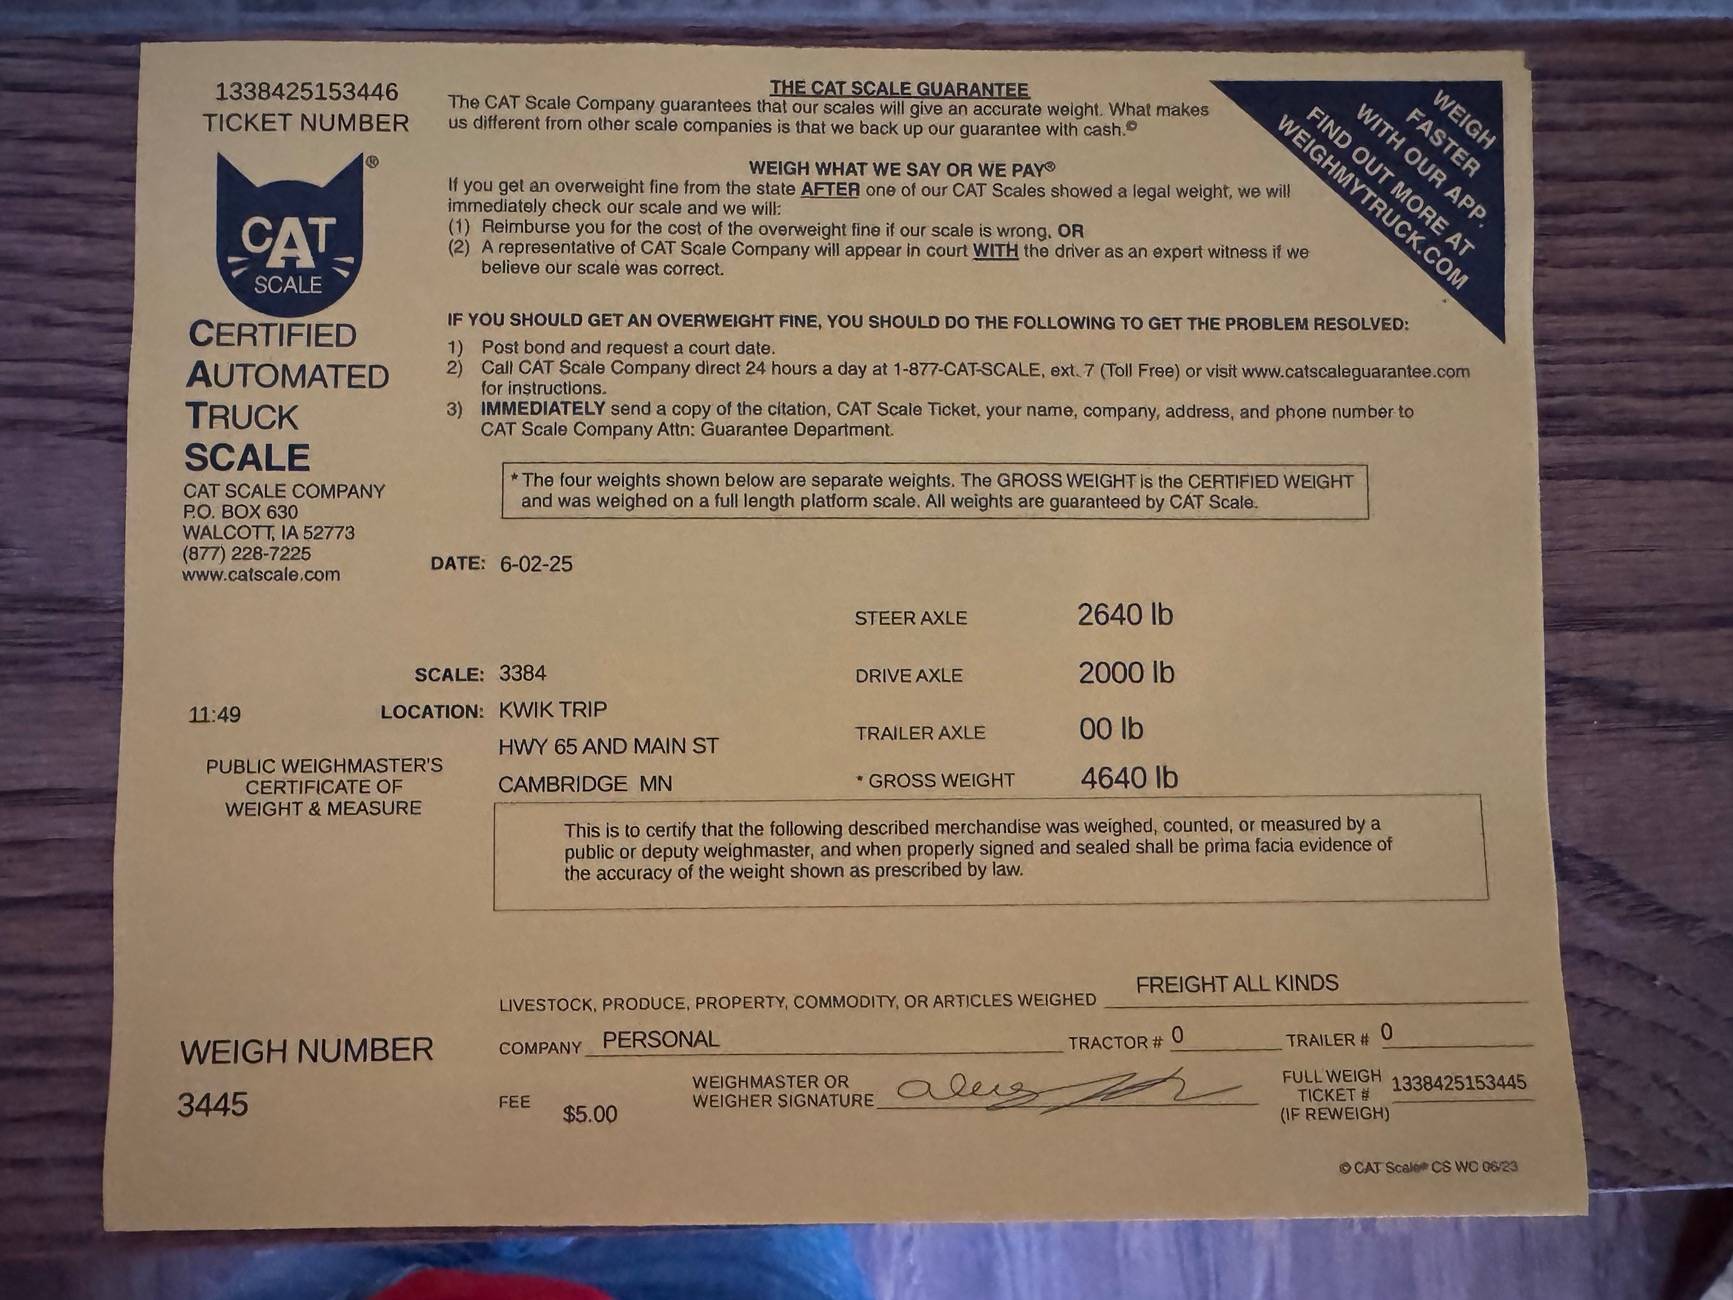 1338425153446
TICKET NUMBER
CAT
SCALE
®
CERTIFIED
AUTOMATED
TRUCK
SCALE
CAT SCALE COMPANY
P.O. BOX 630
WALCOTT, IA 52773
(877) 228-7225
www.catscale.com
THE CAT SCALE GUARANTEE
The CAT Scale Company guarantees that our scales will give an accurate weight. What makes
us different from other scale companies is that we back up our guarantee with cash.©
WEIGH WHAT WE SAY OR WE PAY®
If you get an overweight fine from the state AFTER one of our CAT Scales showed a legal weight, we will
immediately check our scale and we will:
(1) Reimburse you for the cost of the overweight fine if our scale is wrong, OR
(2) A representative of CAT Scale Company will appear in court WITH the driver as an expert witness if we
believe our scale was correct.
WEIGH
FASTER
WITH OUR APP.
FIND OUT MORE AT
WEIGHMYTRUCK.COM
IF YOU SHOULD GET AN OVERWEIGHT FINE, YOU SHOULD DO THE FOLLOWING TO GET THE PROBLEM RESOLVED:
1) Post bond and request a court date.
2) Call CAT Scale Company direct 24 hours a day at 1-877-CAT-SCALE, ext. 7 (Toll Free) or visit www.catscaleguarantee.com
for instructions.
3) IMMEDIATELY send a copy of the citation, CAT Scale Ticket, your name, company, address, and phone number to
CAT Scale Company Attn: Guarantee Department.
* The four weights shown below are separate weights. The GROSS WEIGHT is the CERTIFIED WEIGHT
and was weighed on a full length platform scale. All weights are guaranteed by CAT Scale.
DATE: 6-02-25
STEER AXLE 2640 lb
SCALE: 3384
DRIVE AXLE 2000 lb
11:49
LOCATION: KWIK TRIP
HWY 65 AND MAIN ST
CAMBRIDGE MN
TRAILER AXLE 00 lb
* GROSS WEIGHT 4640 lb
PUBLIC WEIGHMASTER'S
CERTIFICATE OF
WEIGHT & MEASURE
This is to certify that the following described merchandise was weighed, counted, or measured by a
public or deputy weighmaster, and when properly signed and sealed shall be prima facia evidence of
the accuracy of the weight shown as prescribed by law.
LIVESTOCK, PRODUCE, PROPERTY, COMMODITY, OR ARTICLES WEIGHED FREIGHT ALL KINDS
WEIGH NUMBER
3445
COMPANY PERSONAL TRACTOR # 0 TRAILER # 0
FEE $5.00
WEIGHMASTER OR
WEIGHER SIGNATURE
FULL WEIGH
TICKET # 1338425153445
(IF REWEIGH)
© CAT Scale® CS WC 06/23